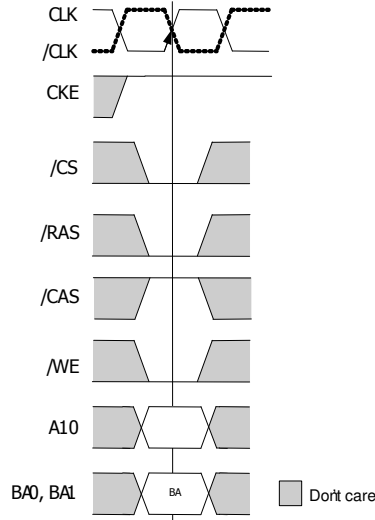 CLK
/CLK
CKE
/CS
/RAS
/CAS
/WE
A10
BA0, BA1
BA
Don't care